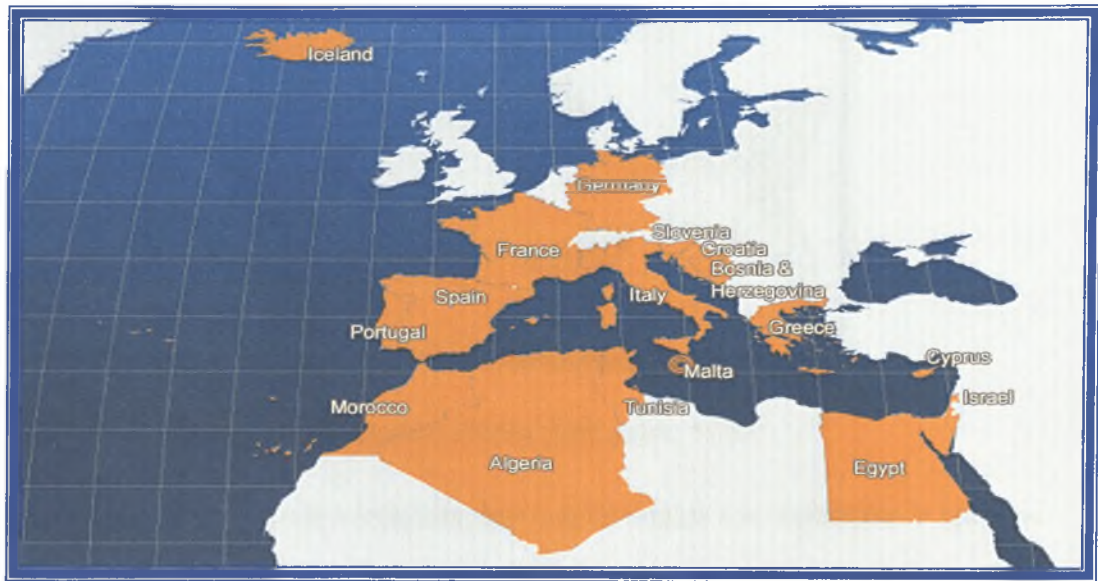 Iceland
Germany
Slovenia
France
Croatia
Bosnia &
Herzegovina
Spain
Italy
Portugal
Greece
Cyprus
Malta
Israel
Morocco
Tunisia
Algeria
Egypt